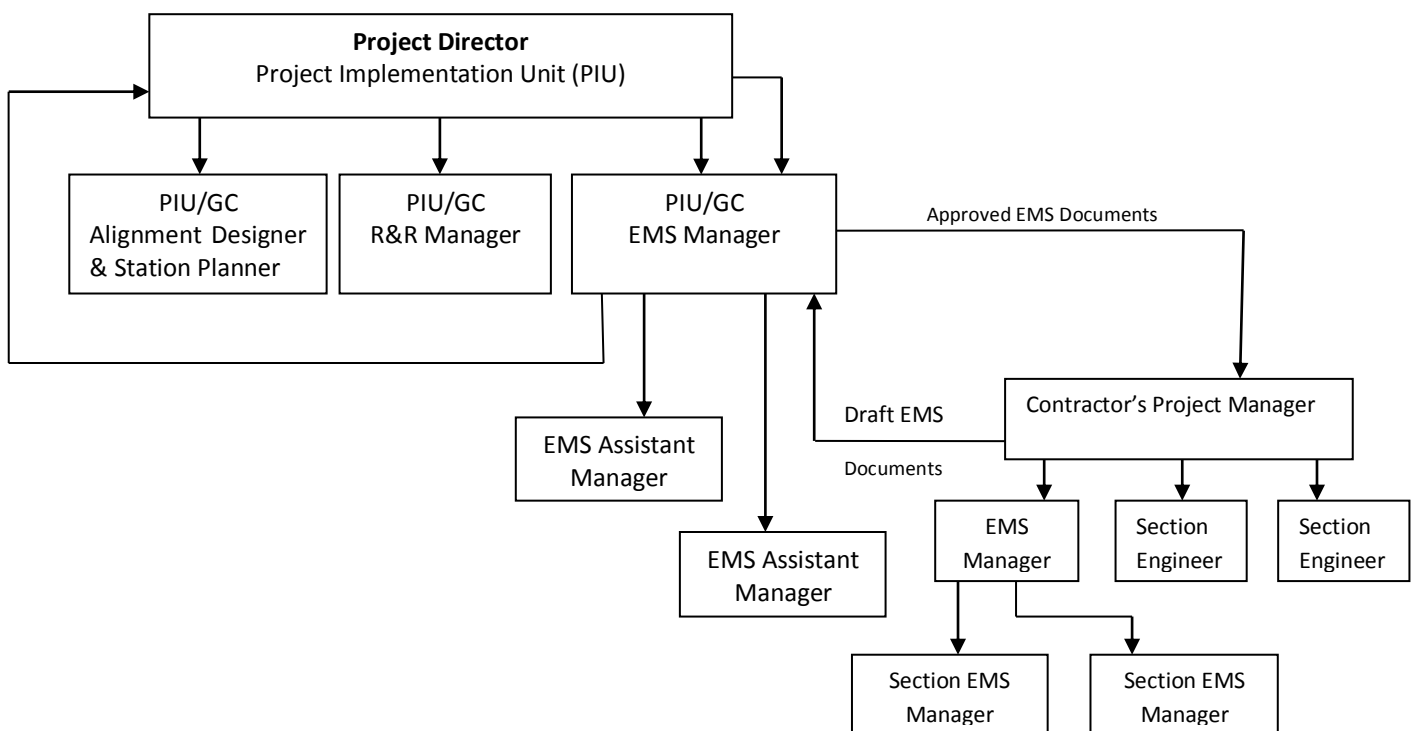 Project Director
Project Implementation Unit (PIU)
PIU/GC
Alignment Designer
& Station Planner
PIU/GC
R&R Manager
PIU/GC
EMS Manager
Approved EMS Documents
Contractor’s Project Manager
Draft EMS
Documents
EMS Assistant
Manager
EMS Assistant
Manager
EMS
Manager
Section
Engineer
Section
Engineer
Section EMS
Manager
Section EMS
Manager